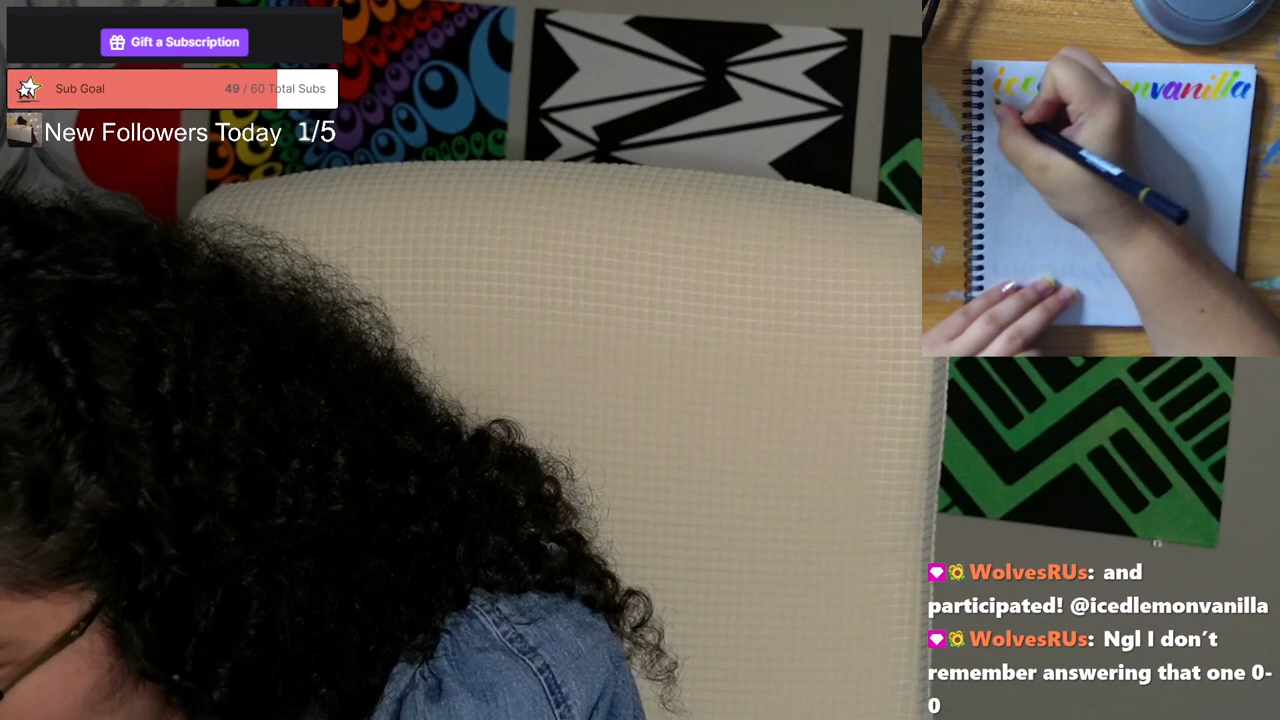 Gift a Subscription
Sub Goal 49 / 60 Total Subs
New Followers Today 1/5
WolvesRUs: and
participated! @icedlemonvanilla
WolvesRUs: Ngl I don't
remember answering that one 0-
0